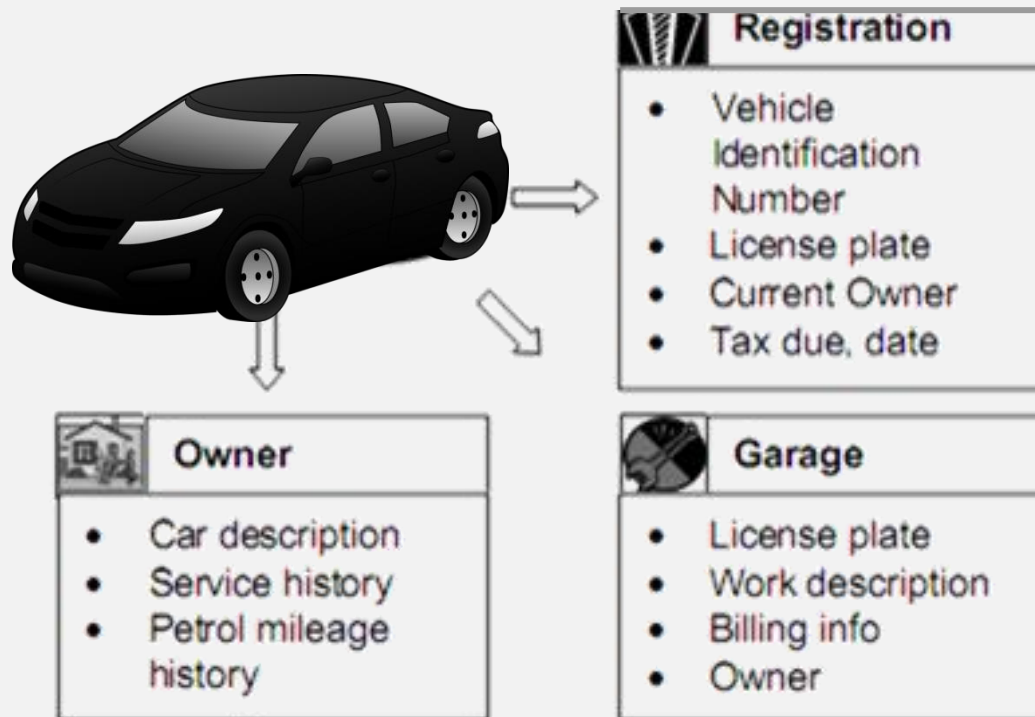 Registration
• Vehicle
Identification
Number
• License plate
• Current Owner
• Tax due, date
Owner
• Car description
• Service history
• Petrol mileage
history
Garage
• License plate
• Work description
• Billing info
• Owner